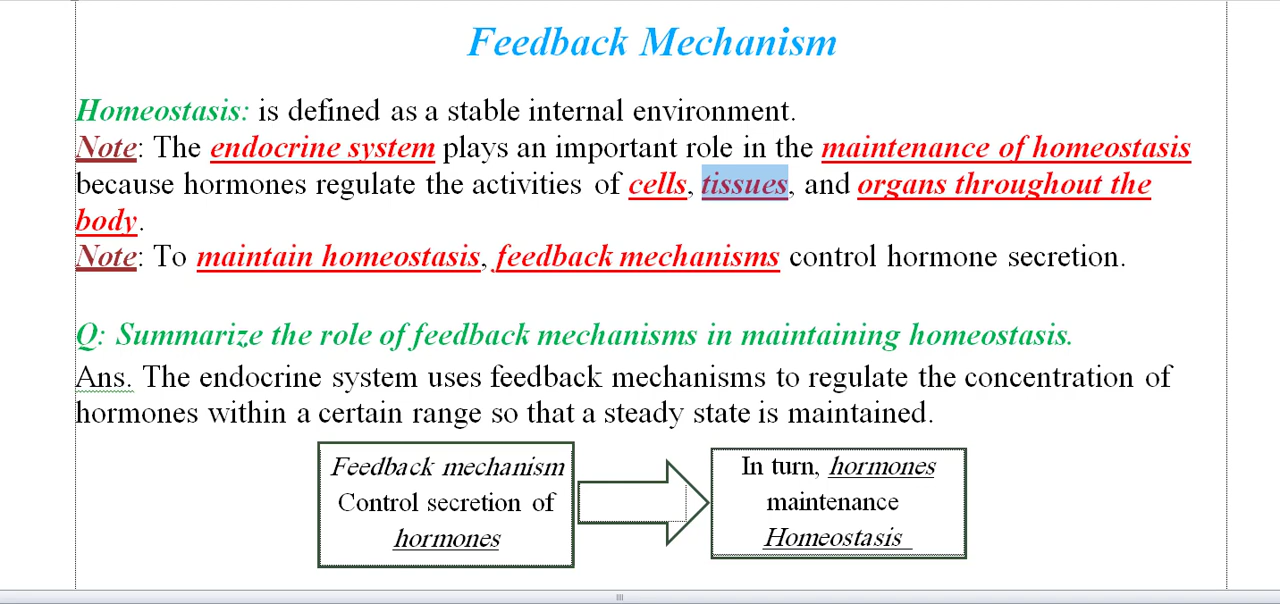 Feedback Mechanism
Homeostasis: is defined as a stable internal environment.
Note: The endocrine system plays an important role in the maintenance of homeostasis
because hormones regulate the activities of cells, tissues, and organs throughout the
body.
Note: To maintain homeostasis, feedback mechanisms control hormone secretion.
Q: Summarize the role of feedback mechanisms in maintaining homeostasis.
Ans. The endocrine system uses feedback mechanisms to regulate the concentration of
hormones within a certain range so that a steady state is maintained.
Feedback mechanism
Control secretion of
hormones
In turn, hormones
maintenance
Homeostasis